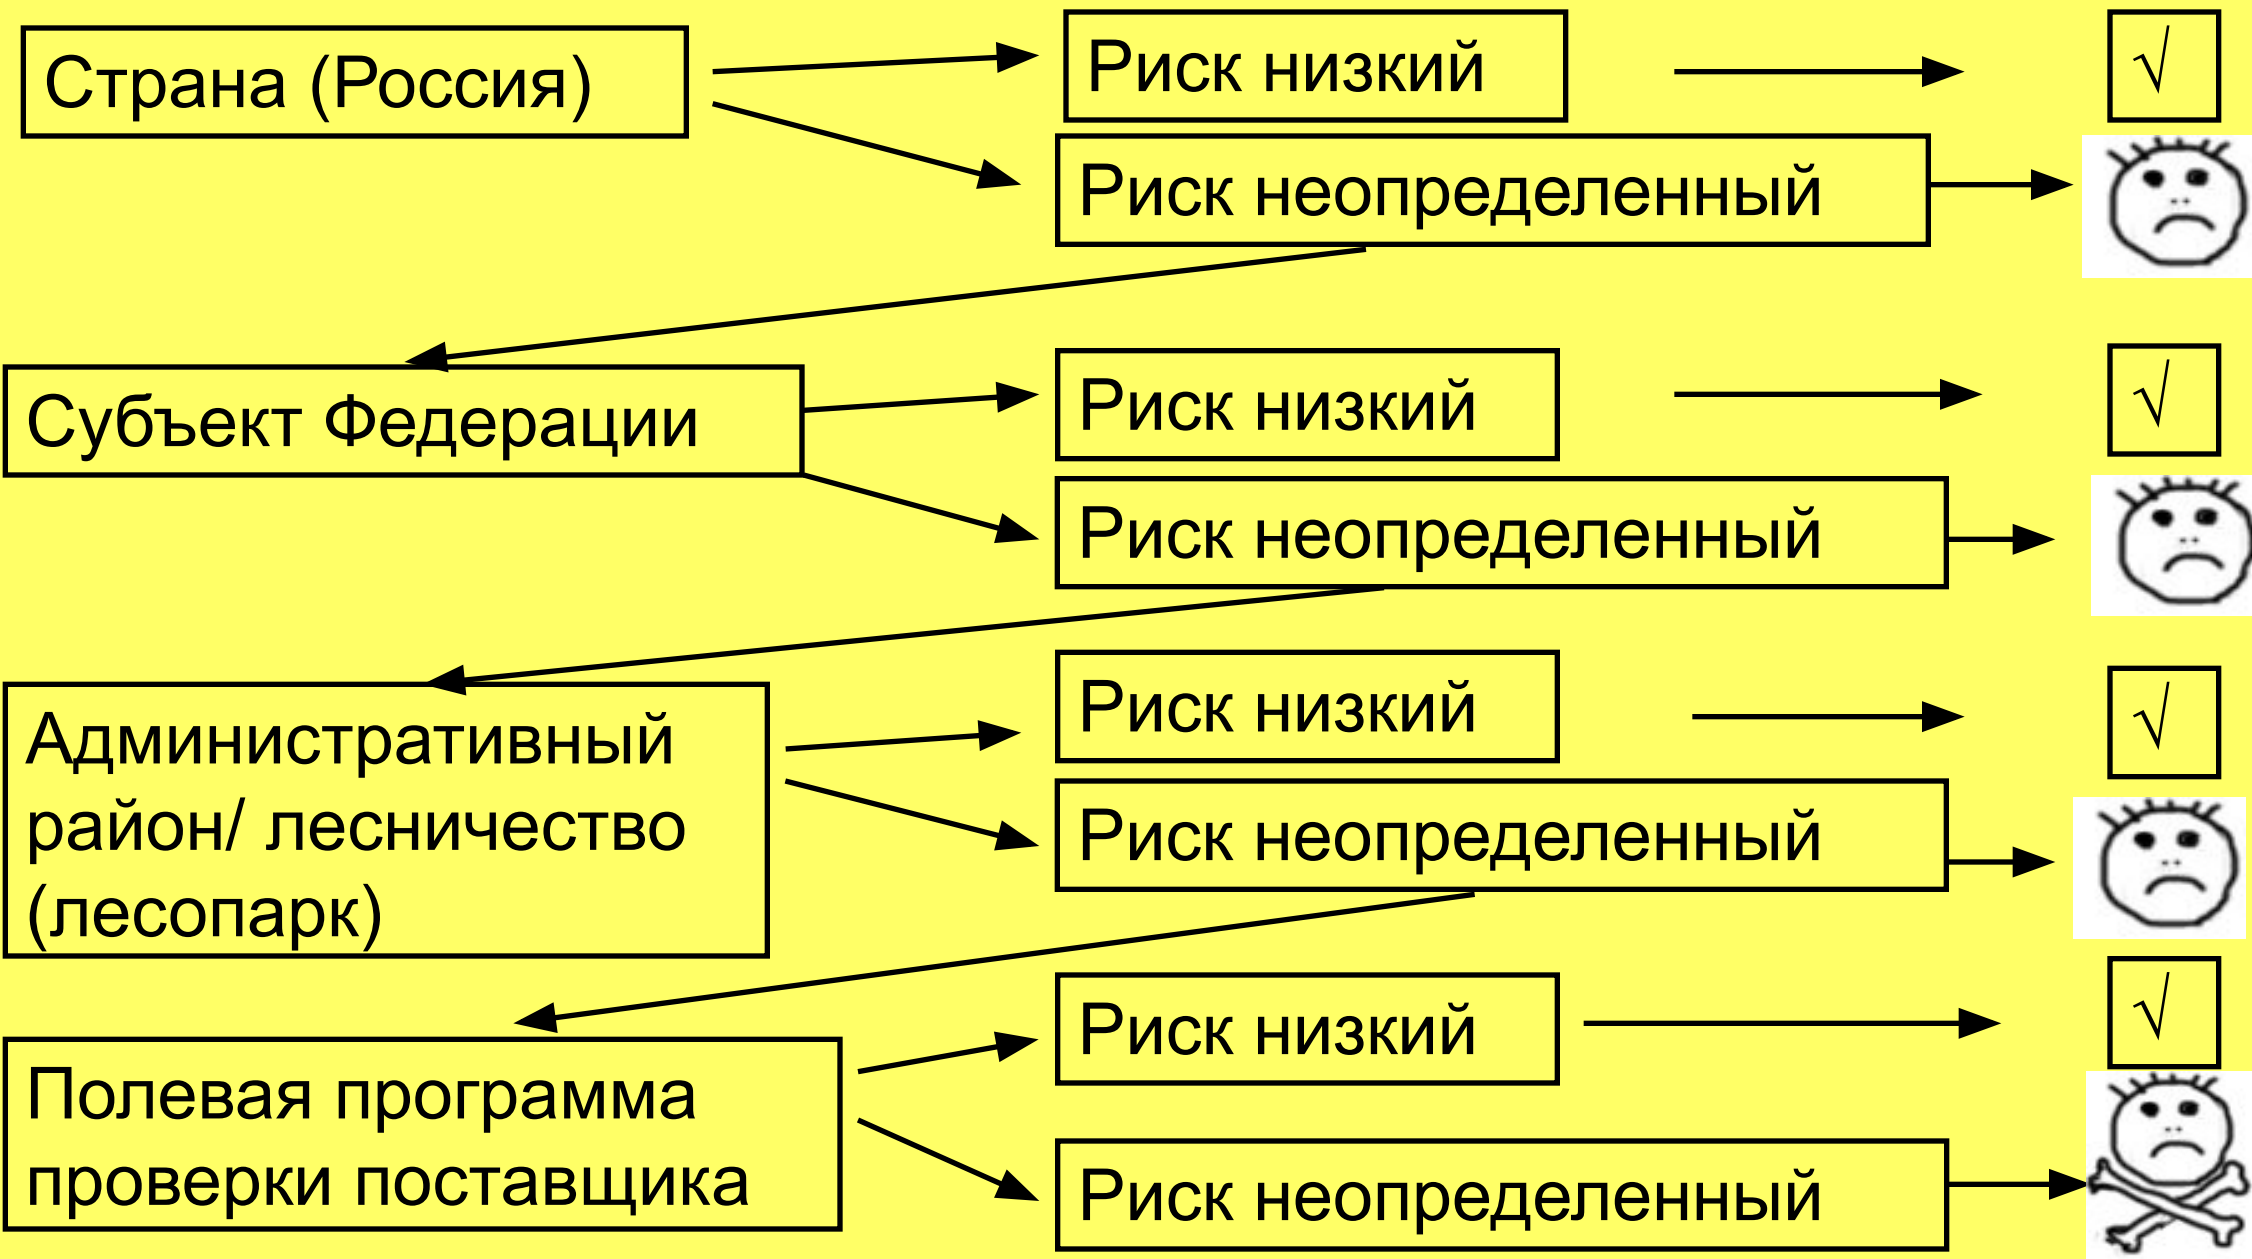 Страна (Россия)
Риск низкий
√
Риск неопределенный
Субъект Федерации
Риск низкий
√
Риск неопределенный
Административный
район/ лесничество
(лесопарк)
Риск низкий
√
Риск неопределенный
Полевая программа
проверки поставщика
Риск низкий
√
Риск неопределенный